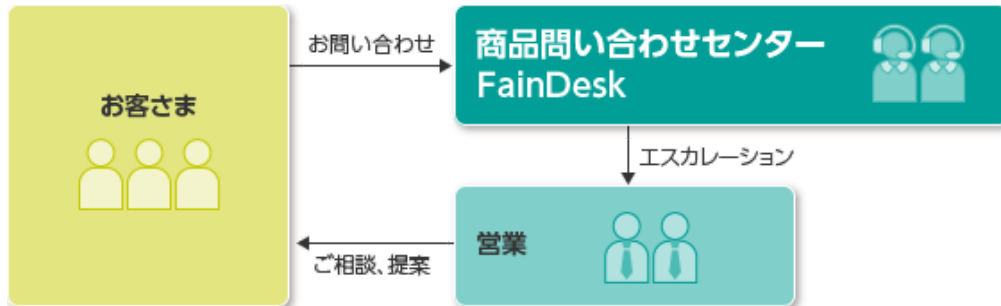 お客さま
お問い合わせ
商品問い合わせセンター
FainDesk
エスカレーション
営業
ご相談、提案